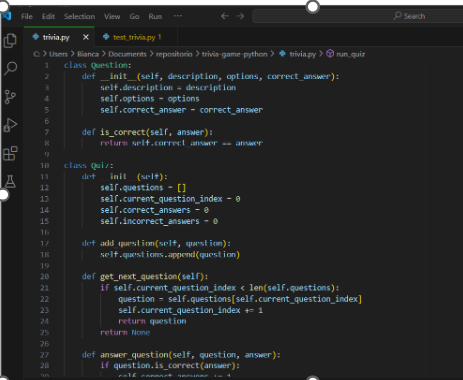 File Edit Selection View Go Run ··· Search
trivia.py test_trivia.py 1
C: > Users > Bianca > Documents > repositorio > trivia-game-python > trivia.py > run_quiz
1 class Question:
2 def __init__(self, description, options, correct_answer):
3 self.description = description
4 self.options = options
5 self.correct_answer = correct_answer
6
7 def is_correct(self, answer):
8 return self.correct_answer == answer
9
10 class Quiz:
11 def __init__(self):
12 self.questions = []
13 self.current_question_index = 0
14 self.correct_answers = 0
15 self.incorrect_answers = 0
16
17 def add_question(self, question):
18 self.questions.append(question)
19
20 def get_next_question(self):
21 if self.current_question_index < len(self.questions):
22 question = self.questions[self.current_question_index]
23 self.current_question_index += 1
24 return question
25 return None
26
27 def answer_question(self, question, answer):
28 if question.is_correct(answer):
29 self.correct_answers += 1